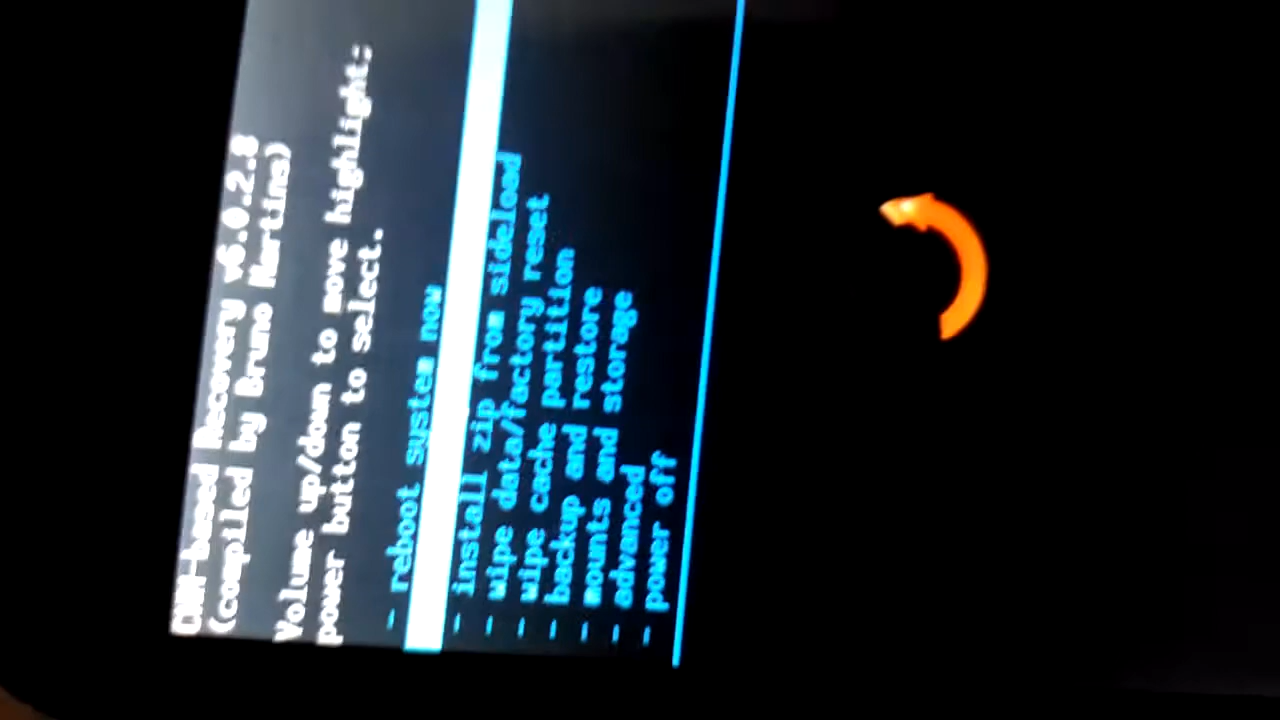 CWM-based Recovery v6.0.2.8
(compiled by Bruno Martins)
Volume up/down to move highlight;
power button to select.
- reboot system now
- install zip from sideload
- wipe data/factory reset
- wipe cache partition
- backup and restore
- mounts and storage
- advanced
- power off